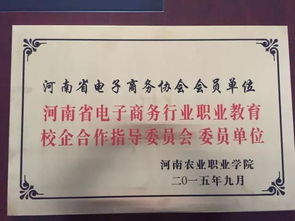 河南省电子商务协会会员单位
河南省电子商务行业职业教育
校企合作指导委员会 委员单位
河南农业职业学院
二〇一五年九月